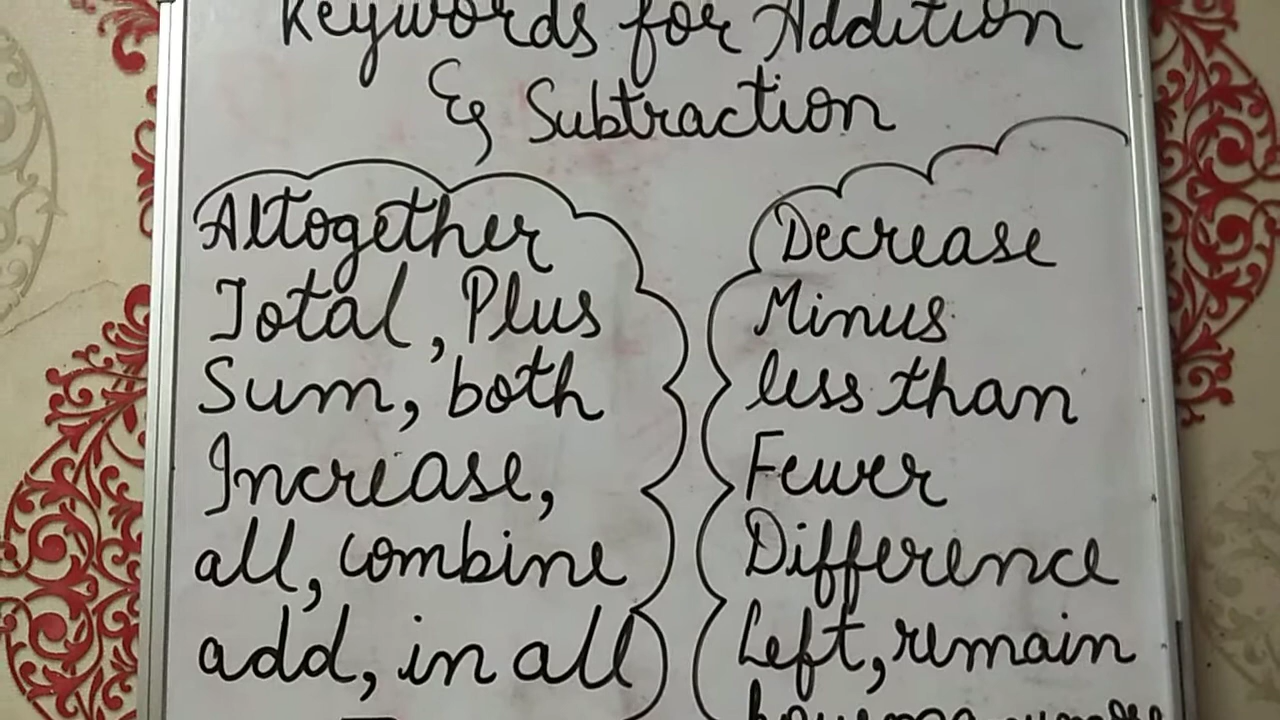 Keywords for Addition
& Subtraction
Altogether
Total, Plus
Sum, both
Increase,
all, combine
add, in all
Decrease
Minus
less than
Fewer
Difference
Left, remain